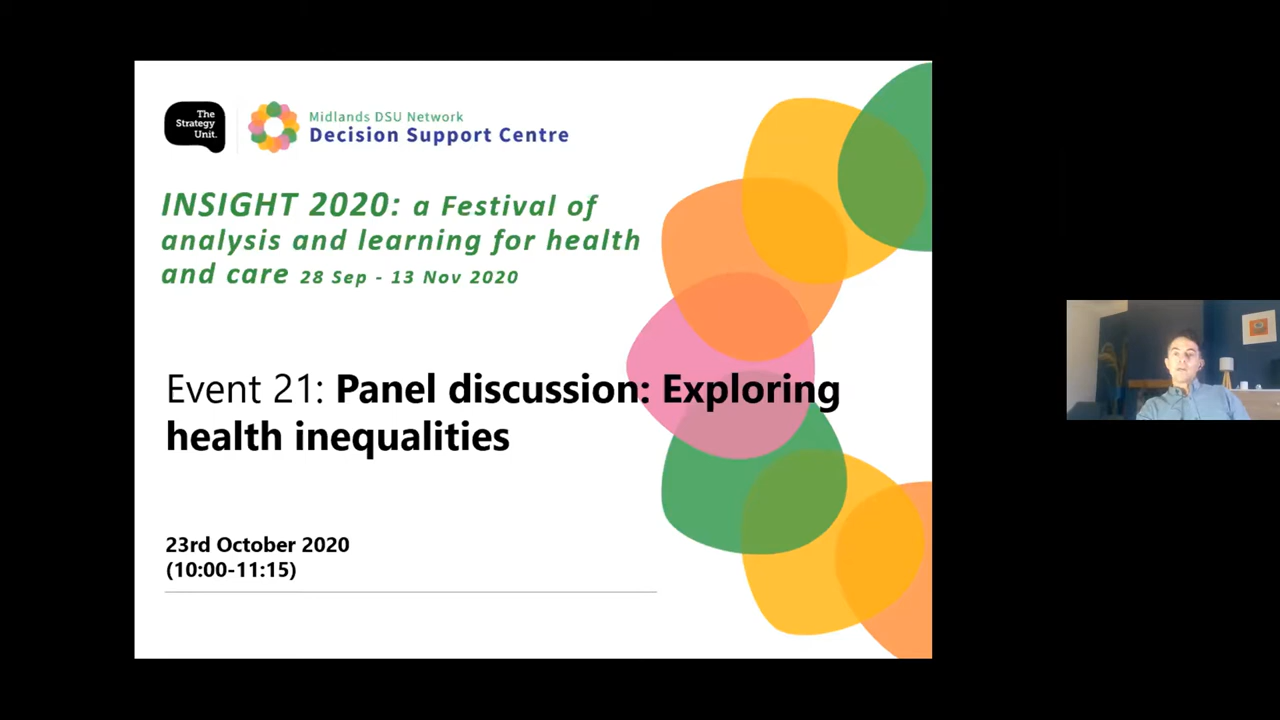 The
Strategy
Unit.
Midlands DSU Network
Decision Support Centre
INSIGHT 2020: a Festival of
analysis and learning for health
and care 28 Sep - 13 Nov 2020
Event 21: Panel discussion: Exploring
health inequalities
23rd October 2020
(10:00-11:15)